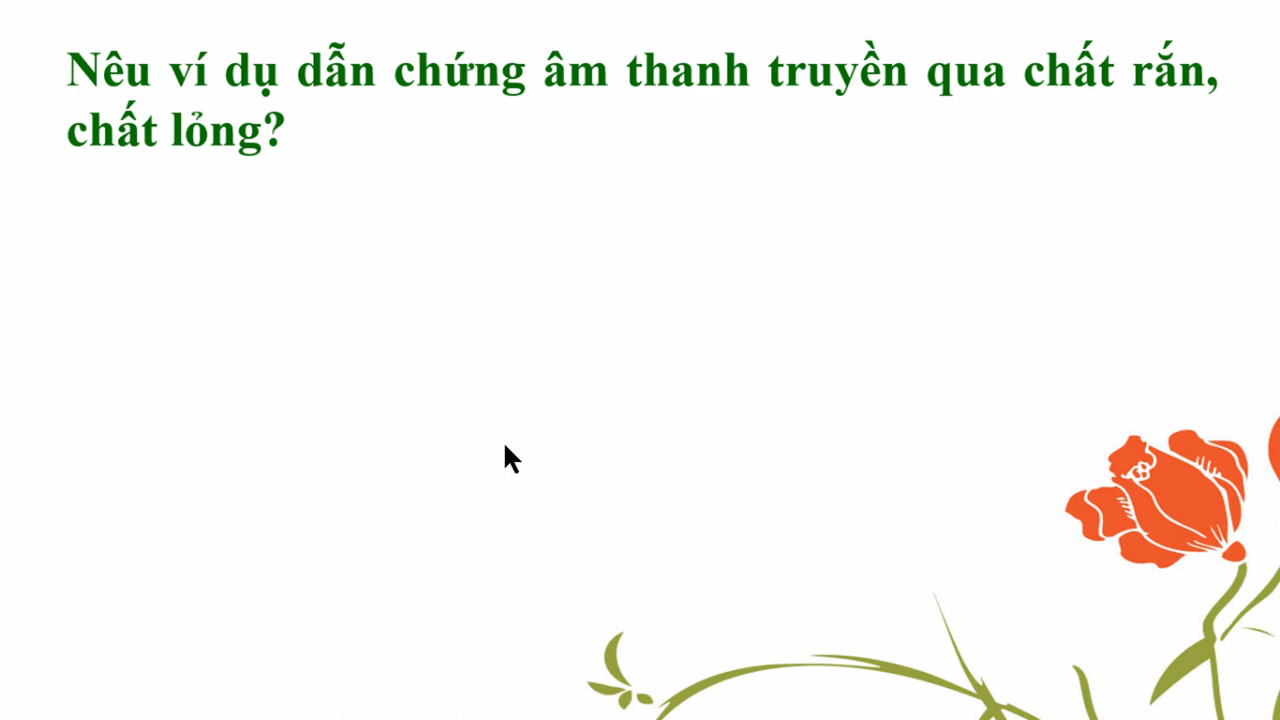 Nêu ví dụ dẫn chứng âm thanh truyền qua chất rắn,
chất lỏng?